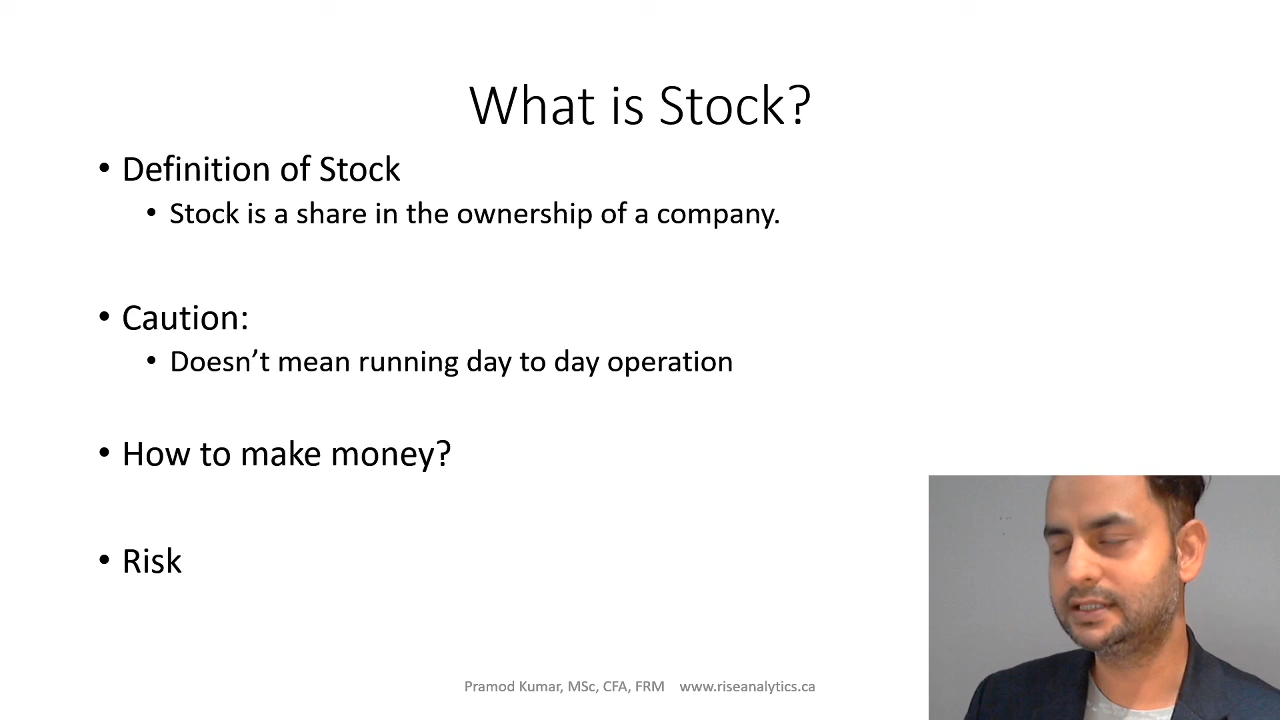 What is Stock?
• Definition of Stock
• Stock is a share in the ownership of a company.
• Caution:
• Doesn’t mean running day to day operation
• How to make money?
• Risk
Pramod Kumar, MSc, CFA, FRM www.riseanalytics.ca